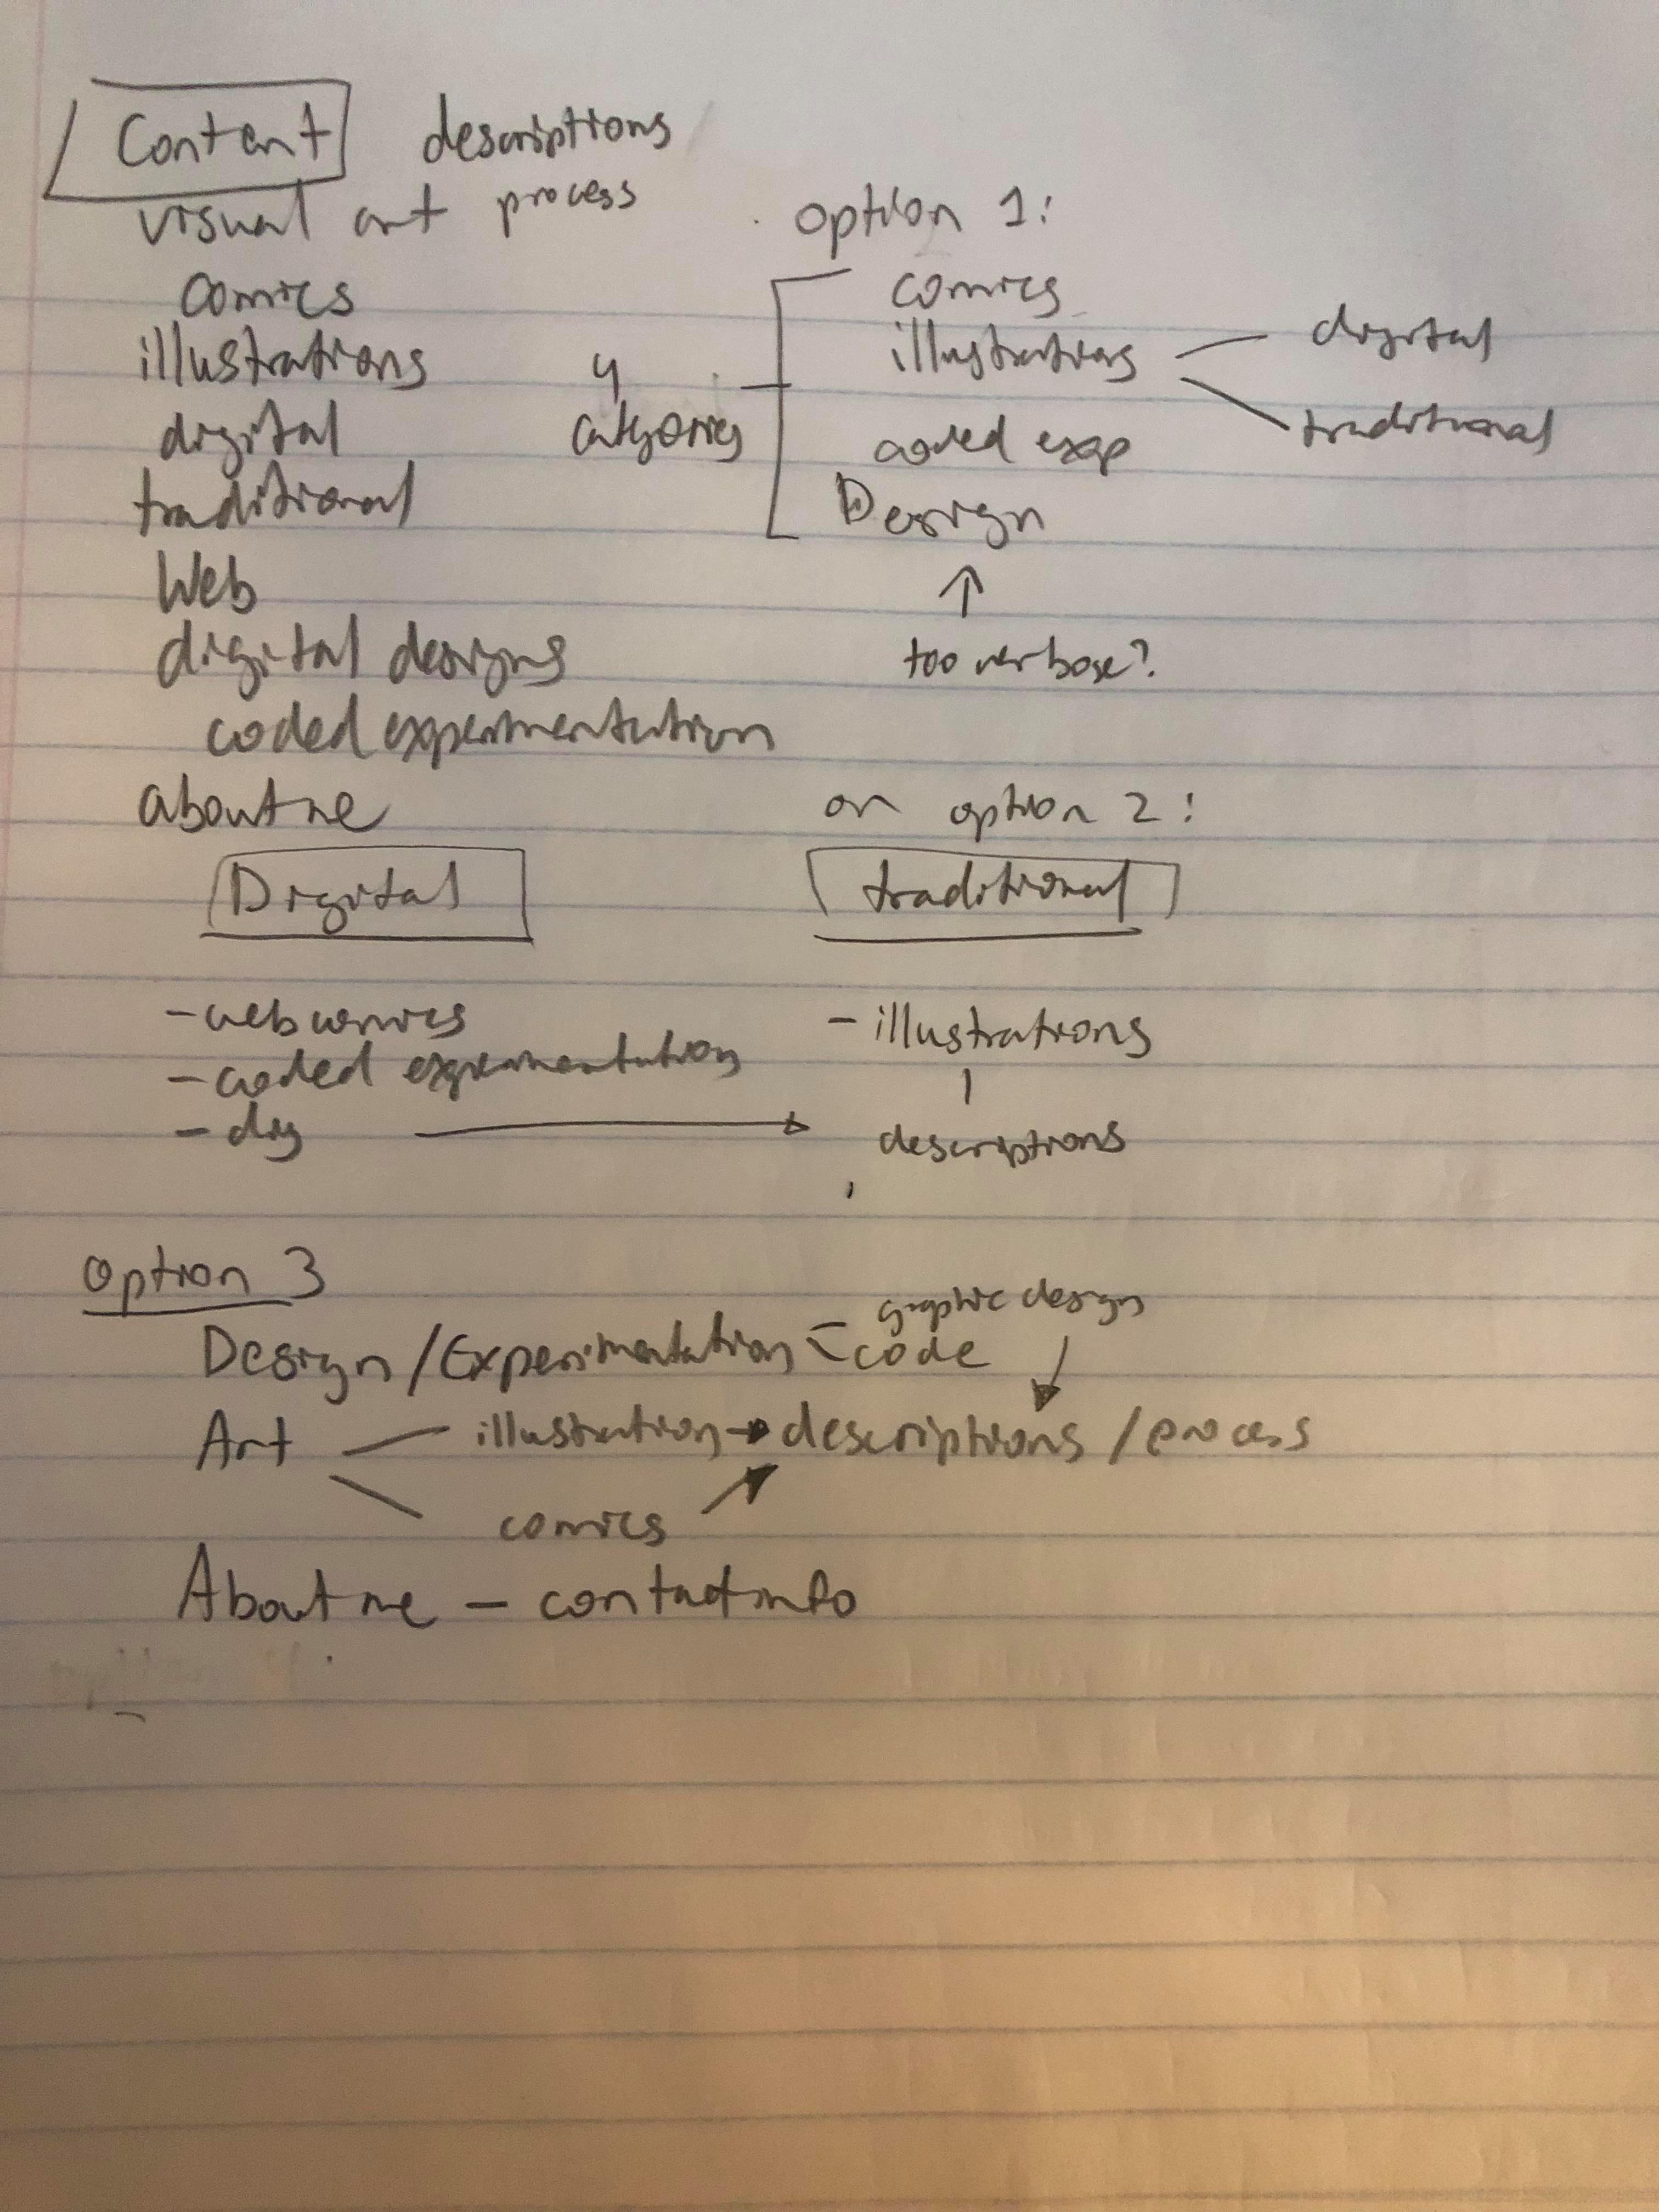 Content descriptions
visual art process
comics
illustrations
digital
traditional
Web
digital designs
coded experimentation
about me
option 1:
4
categories
comics
illustrations
digital
traditional
coded exp
Design
↑
too verbose?
or option 2:
Digital
- webcomics
- coded experimentation
- dig
traditional
- illustrations
descriptions
Option 3
Design/Experimentation
graphic design
code
Art
illustration → descriptions / process
comics
About me - contact info